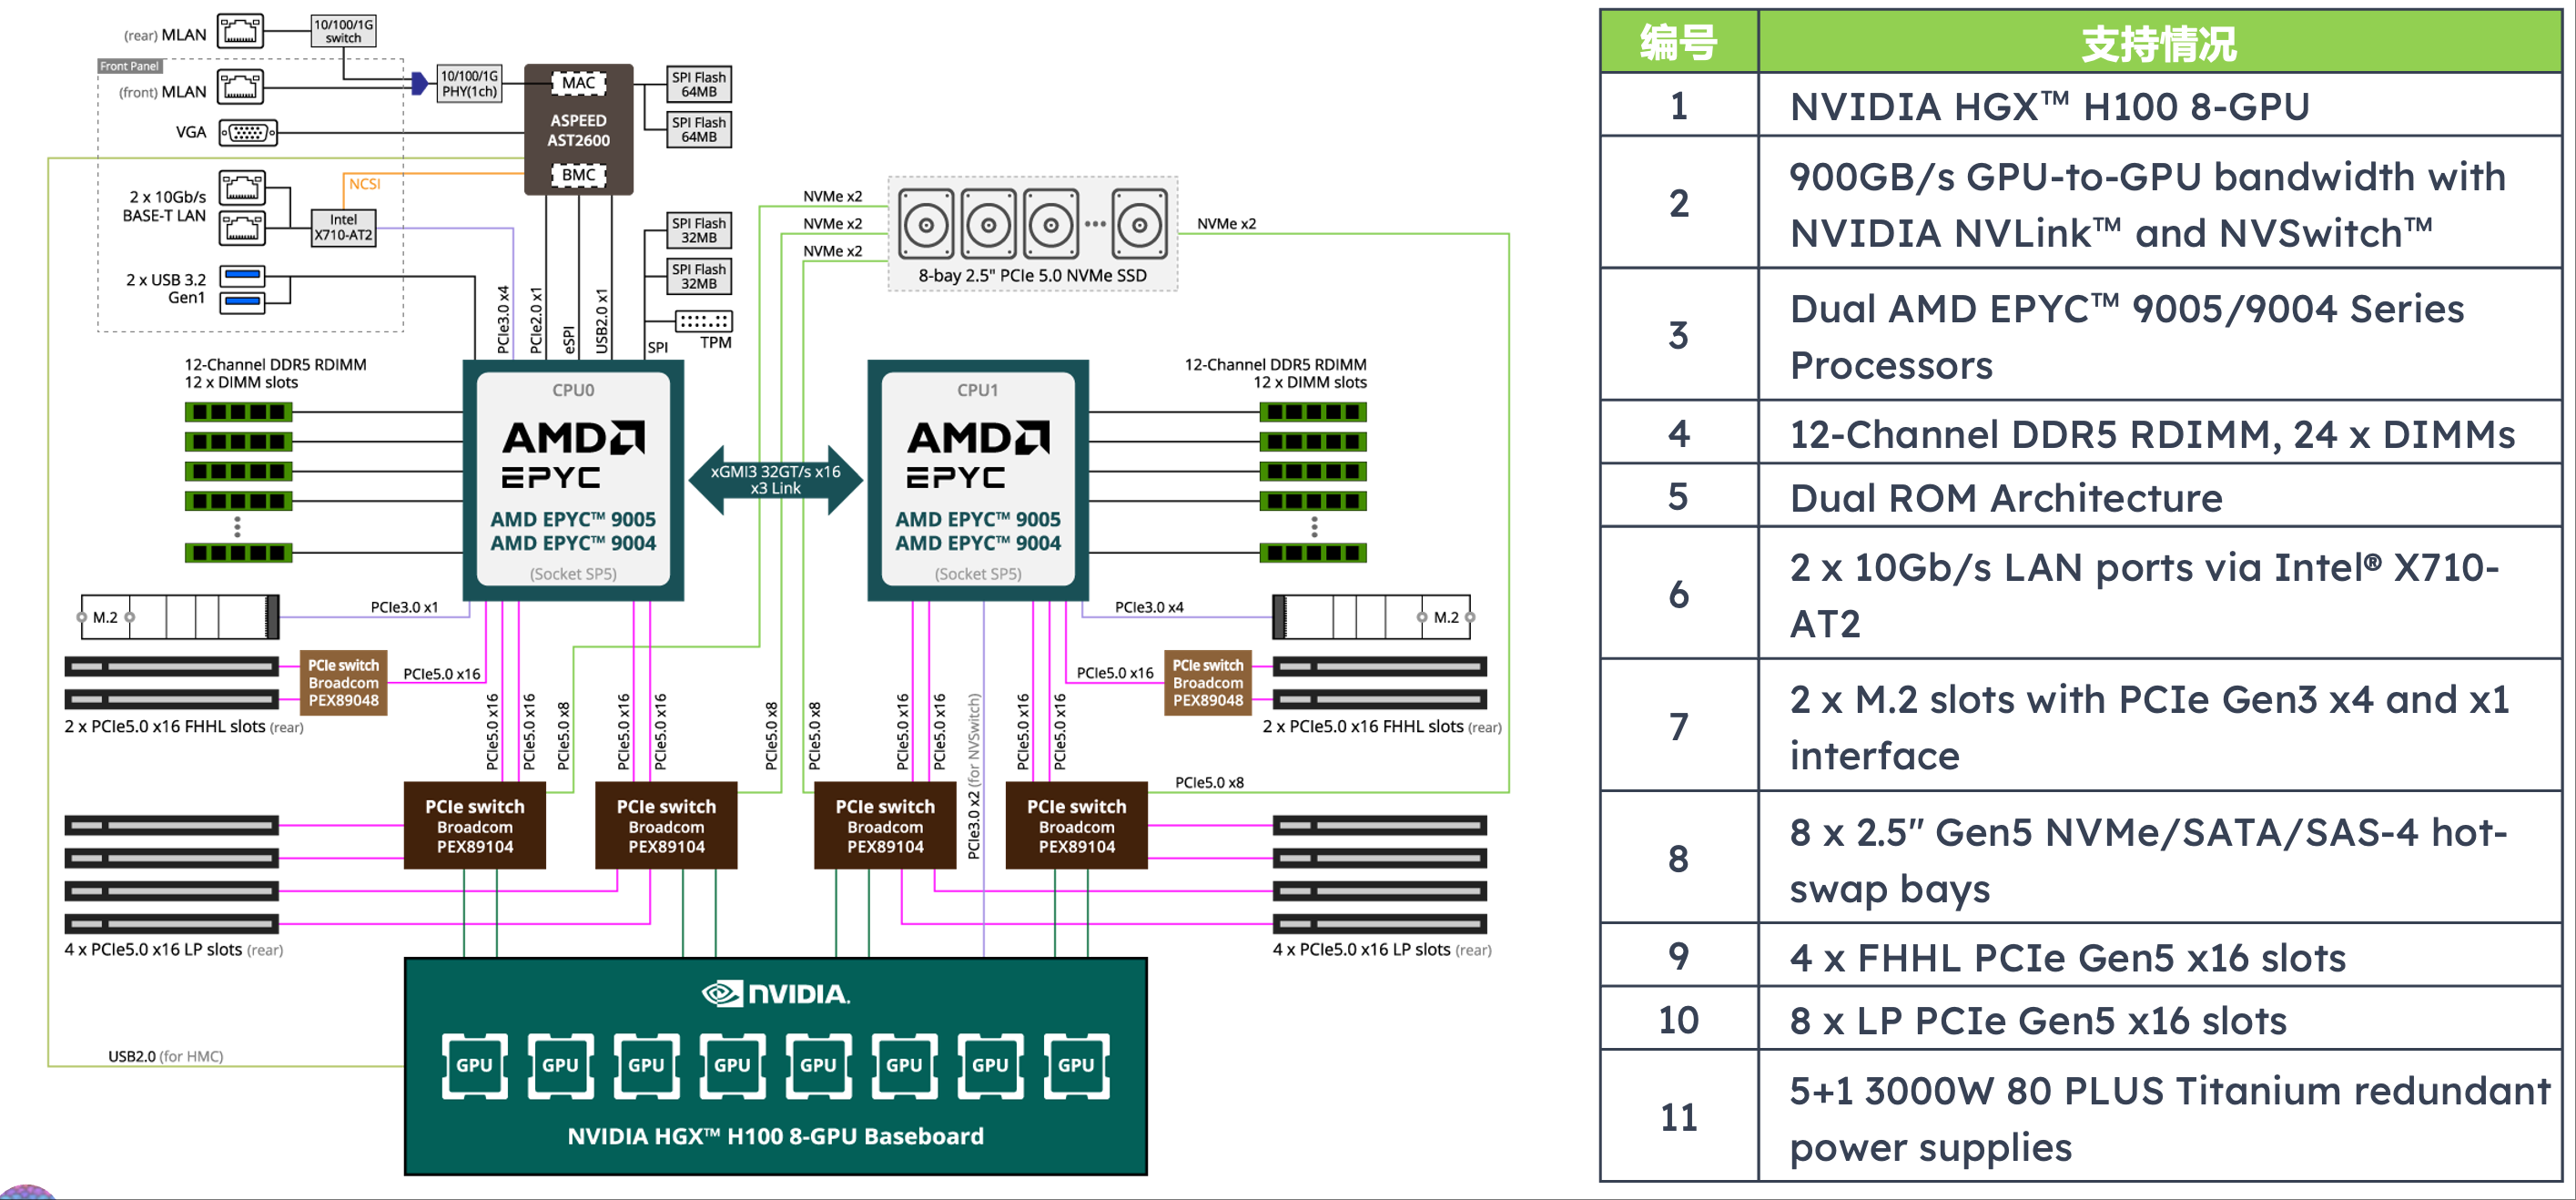 (rear) MLAN
10/100/1G
switch
Front Panel
(front) MLAN
10/100/1G
PHY(1ch)
MAC
ASPEED
AST2600
BMC
SPI Flash
64MB
SPI Flash
64MB
VGA
NCSI
2 x 10Gb/s
BASE-T LAN
Intel
X710-AT2
2 x USB 3.2
Gen1
SPI Flash
32MB
SPI Flash
32MB
TPM
PCIe3.0 x4
PCIe2.0 x1
eSPI
USB2.0 x1
SPI
NVMe x2
NVMe x2
NVMe x2
NVMe x2
8-bay 2.5" PCIe 5.0 NVMe SSD
12-Channel DDR5 RDIMM
12 x DIMM slots
CPU0
AMD
EPYC
AMD EPYC™ 9005
AMD EPYC™ 9004
(Socket SP5)
xGMI3 32GT/s x16
x3 Link
CPU1
AMD
EPYC
AMD EPYC™ 9005
AMD EPYC™ 9004
(Socket SP5)
12-Channel DDR5 RDIMM
12 x DIMM slots
M.2
PCIe3.0 x1
PCIe3.0 x4
M.2
PCIe switch
Broadcom
PEX89048
PCIe5.0 x16
2 x PCIe5.0 x16 FHHL slots (rear)
PCIe5.0 x16
PCIe switch
Broadcom
PEX89048
2 x PCIe5.0 x16 FHHL slots (rear)
PCIe5.0 x16
PCIe5.0 x16
PCIe5.0 x8
PCIe5.0 x16
PCIe5.0 x16
PCIe5.0 x8
PCIe5.0 x8
PCIe5.0 x16
PCIe5.0 x16
PCIe3.0 x2 (for NVSwitch)
PCIe5.0 x16
PCIe5.0 x16
PCIe5.0 x8
PCIe switch
Broadcom
PEX89104
PCIe switch
Broadcom
PEX89104
PCIe switch
Broadcom
PEX89104
PCIe switch
Broadcom
PEX89104
4 x PCIe5.0 x16 LP slots (rear)
4 x PCIe5.0 x16 LP slots (rear)
USB2.0 (for HMC)
NVIDIA.
GPU GPU GPU GPU GPU GPU GPU GPU
NVIDIA HGX™ H100 8-GPU Baseboard
编号 支持情况
1 NVIDIA HGX™ H100 8-GPU
2 900GB/s GPU-to-GPU bandwidth with
NVIDIA NVLink™ and NVSwitch™
3 Dual AMD EPYC™ 9005/9004 Series
Processors
4 12-Channel DDR5 RDIMM, 24 x DIMMs
5 Dual ROM Architecture
6 2 x 10Gb/s LAN ports via Intel® X710-
AT2
7 2 x M.2 slots with PCIe Gen3 x4 and x1
interface
8 8 x 2.5" Gen5 NVMe/SATA/SAS-4 hot-
swap bays
9 4 x FHHL PCIe Gen5 x16 slots
10 8 x LP PCIe Gen5 x16 slots
11 5+1 3000W 80 PLUS Titanium redundant
power supplies